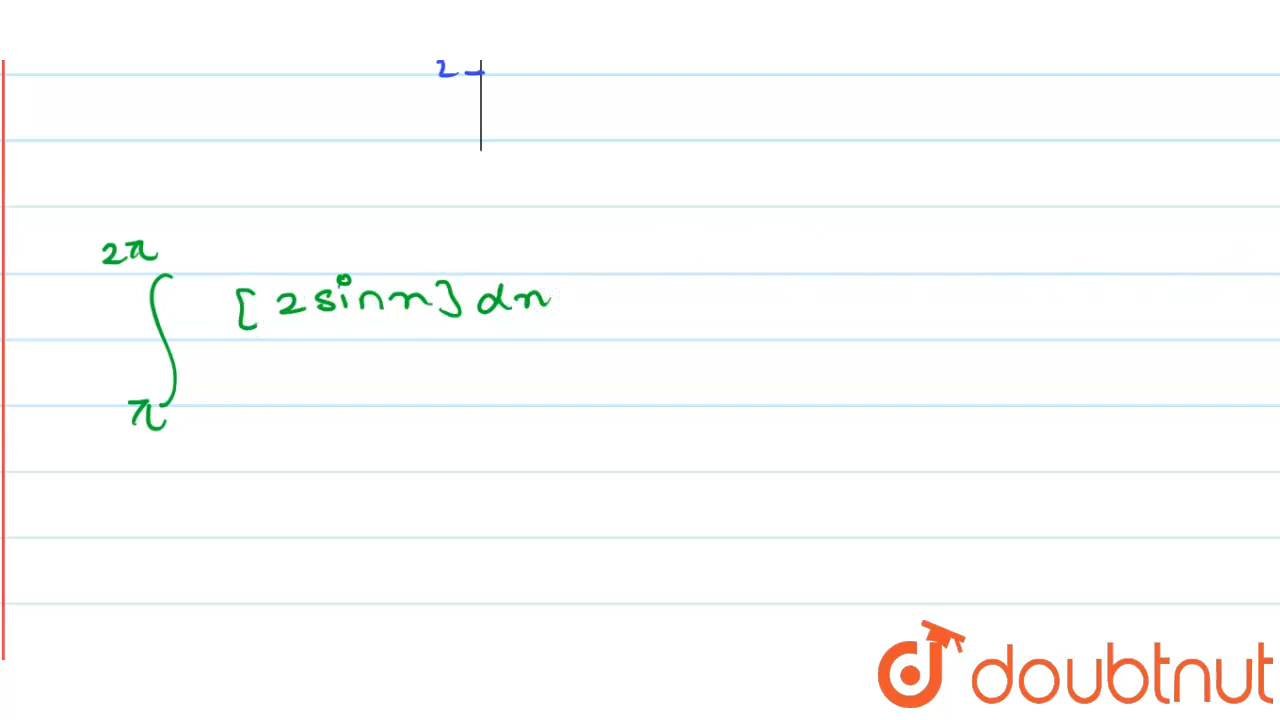 2
2π
∫ [2sinx] dx
π
doubtnut